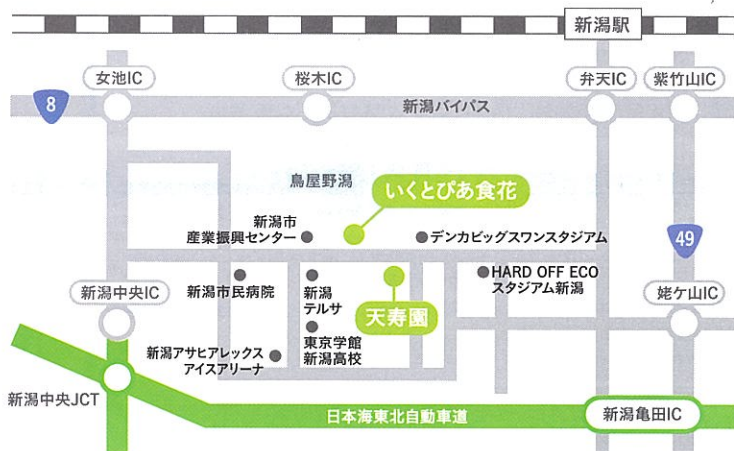 新潟駅
女池IC
桜木IC
弁天IC
紫竹山IC
8
新潟バイパス
鳥屋野潟
いくとぴあ食花
新潟市
産業振興センター
デンカビッグスワンスタジアム
49
新潟市民病院
新潟
テルサ
天寿園
HARD OFF ECO
スタジアム新潟
新潟中央IC
姥ケ山IC
東京学館
新潟高校
新潟アサヒアレックス
アイスアリーナ
新潟中央JCT
日本海東北自動車道
新潟亀田IC